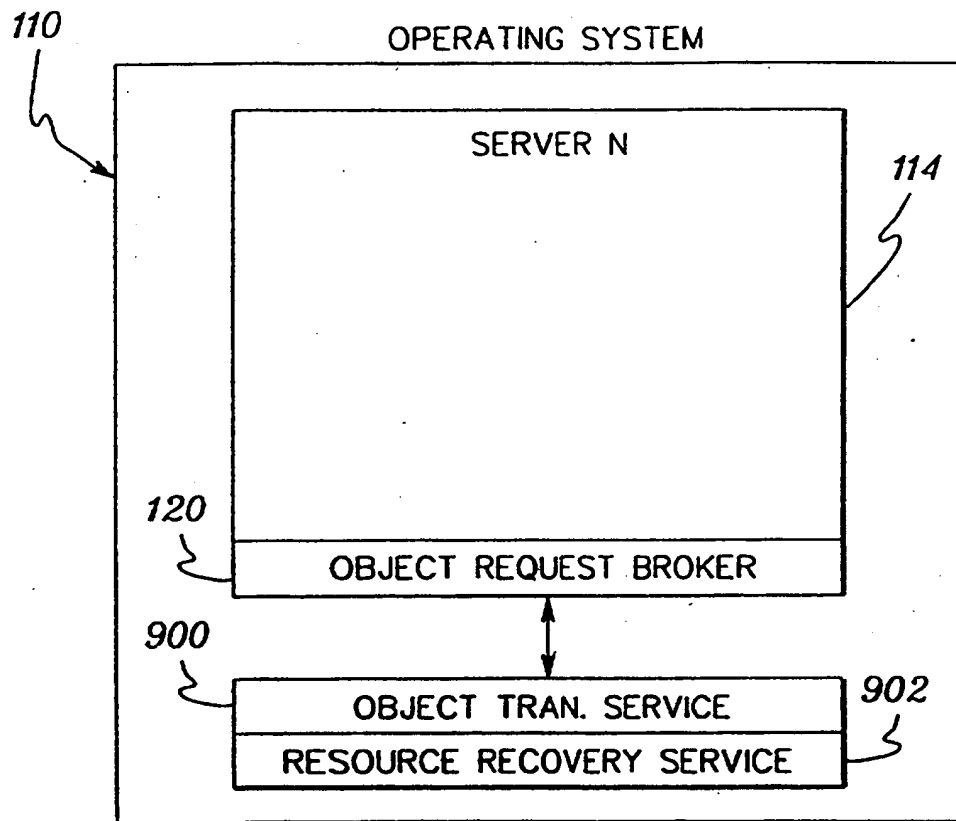 110
OPERATING SYSTEM
SERVER N
114
120
OBJECT REQUEST BROKER
900
OBJECT TRAN. SERVICE
902
RESOURCE RECOVERY SERVICE